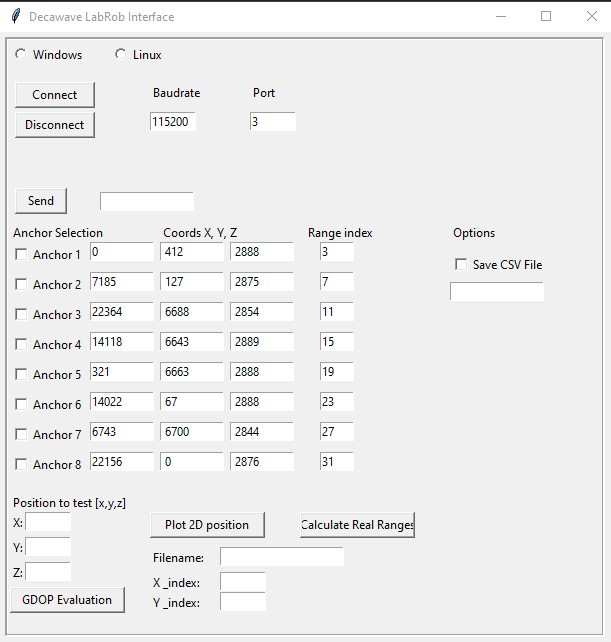 Decawave LabRob Interface
Windows Linux
Connect Baudrate Port
Disconnect 115200 3
Send
Anchor Selection Coords X, Y, Z Range index Options
Anchor 1 0 412 2888 3 Save CSV File
Anchor 2 7185 127 2875 7
Anchor 3 22364 6688 2854 11
Anchor 4 14118 6643 2889 15
Anchor 5 321 6663 2888 19
Anchor 6 14022 67 2888 23
Anchor 7 6743 6700 2844 27
Anchor 8 22156 0 2876 31
Position to test [x,y,z]
X: Plot 2D position Calculate Real Ranges
Y: Filename:
Z: X _index:
GDOP Evaluation Y _index: